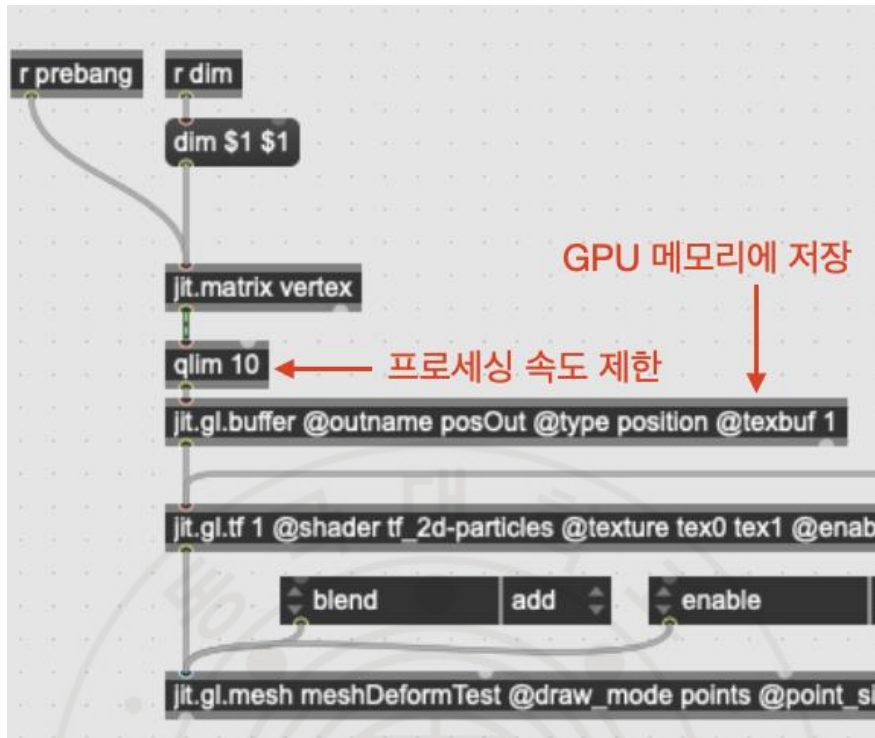 r prebang
r dim
dim $1 $1
GPU 메모리에 저장
jit.matrix vertex
qlim 10
프로세싱 속도 제한
jit.gl.buffer @outname posOut @type position @texbuf 1
jit.gl.tf 1 @shader tf_2d-particles @texture tex0 tex1 @enab
blend
add
enable
jit.gl.mesh meshDeformTest @draw_mode points @point_si